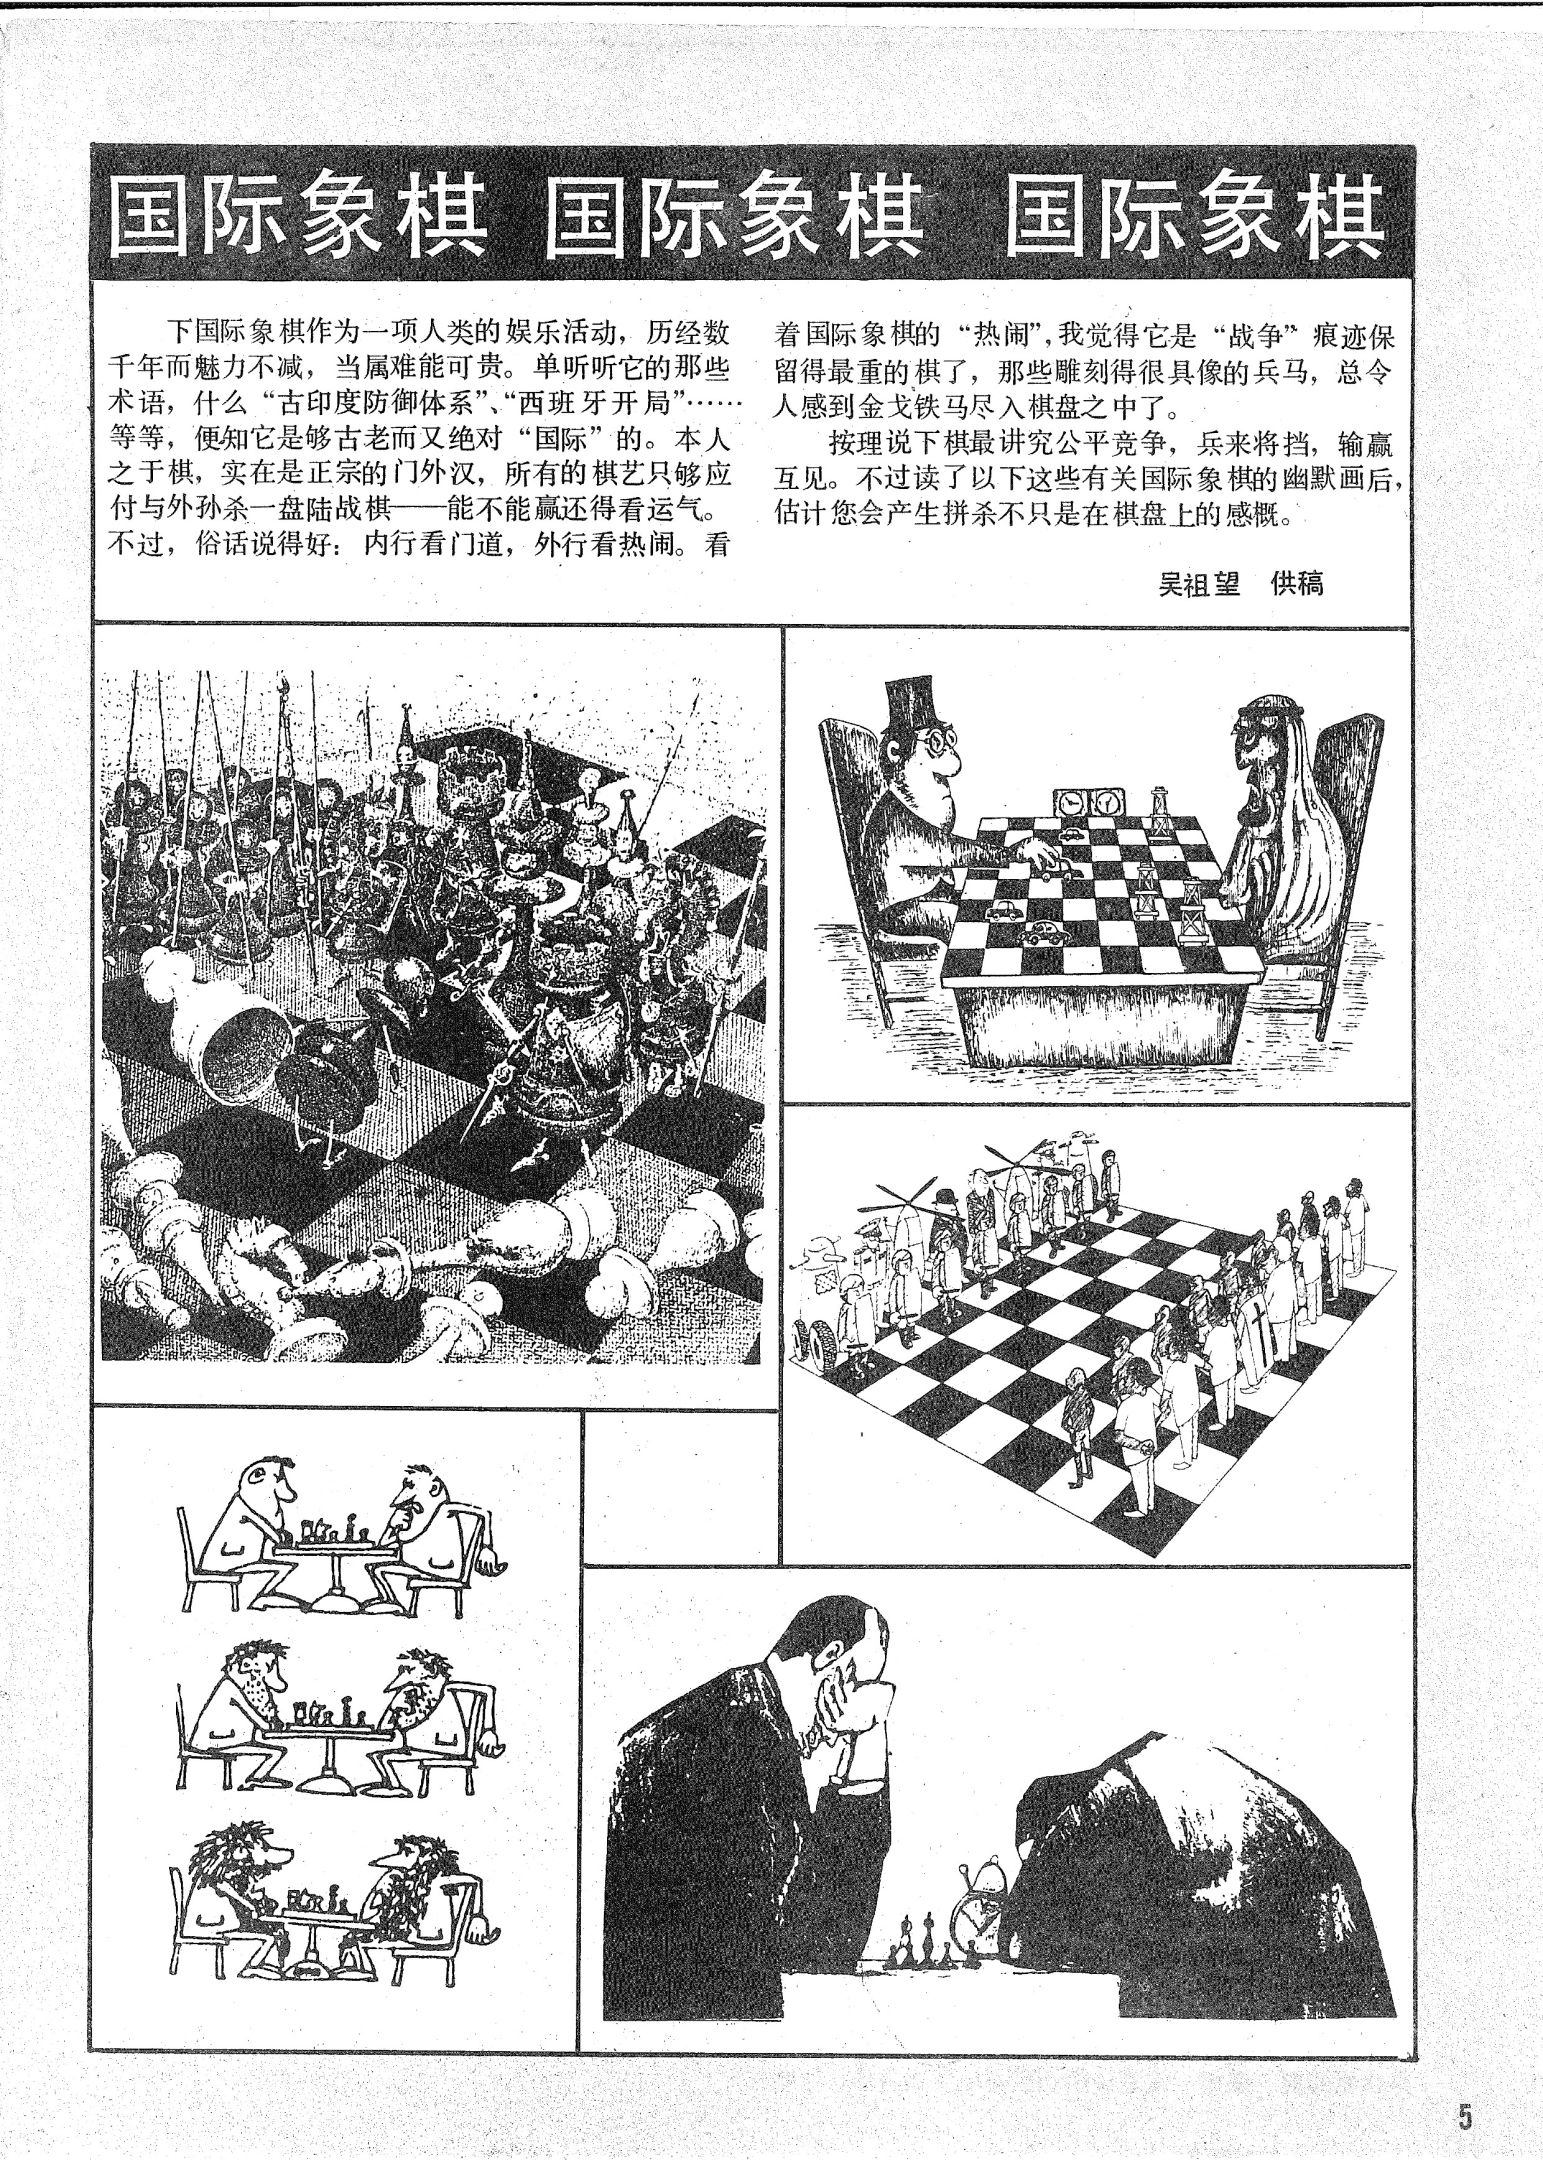 国际象棋 国际象棋 国际象棋
下国际象棋作为一项人类的娱乐活动，历经数
千年而魅力不减，当属难能可贵。单听听它的那些
术语，什么“古印度防御体系”、“西班牙开局”……
等等，便知它是够古老而又绝对“国际”的。本人
之于棋，实在是正宗的门外汉，所有的棋艺只够应
付与外孙杀一盘陆战棋——能不能赢还得看运气。
不过，俗话说得好：内行看门道，外行看热闹。看
着国际象棋的“热闹”，我觉得它是“战争”痕迹保
留得最重的棋了，那些雕刻得很具像的兵马，总令
人感到金戈铁马尽入棋盘之中了。
按理说下棋最讲究公平竞争，兵来将挡，输赢
互见。不过读了以下这些有关国际象棋的幽默画后，
估计您会产生拼杀不只是在棋盘上的感概。
吴祖望 供稿
5